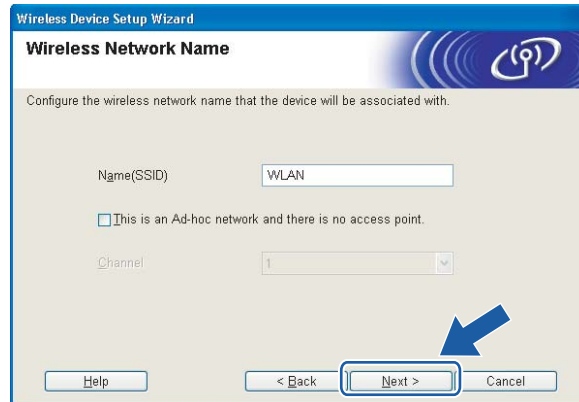 Wireless Device Setup Wizard
Wireless Network Name
Configure the wireless network name that the device will be associated with.
Name(SSID) WLAN
This is an Ad-hoc network and there is no access point.
Channel 1
Help < Back Next > Cancel